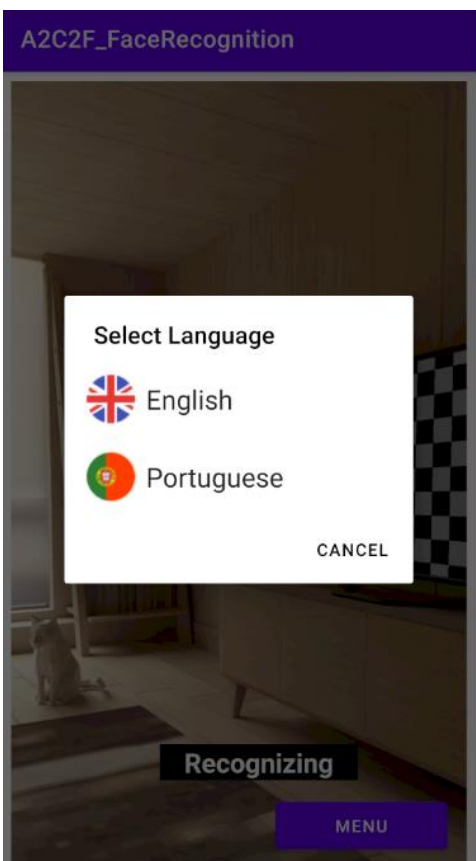 A2C2F_FaceRecognition
Select Language
English
Portuguese
CANCEL
Recognizing
MENU